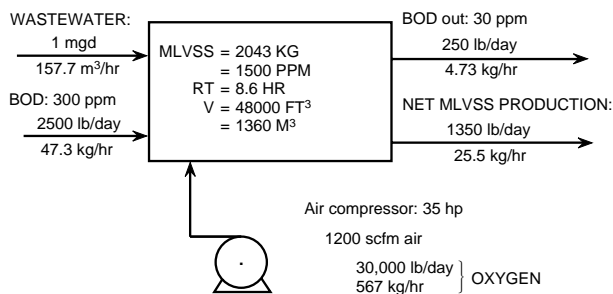 WASTEWATER:
1 mgd
157.7 m³/hr
BOD: 300 ppm
2500 lb/day
47.3 kg/hr
MLVSS = 2043 KG
= 1500 PPM
RT = 8.6 HR
V = 48000 FT³
= 1360 M³
BOD out: 30 ppm
250 lb/day
4.73 kg/hr
NET MLVSS PRODUCTION:
1350 lb/day
25.5 kg/hr
Air compressor: 35 hp
1200 scfm air
30,000 lb/day
567 kg/hr
OXYGEN